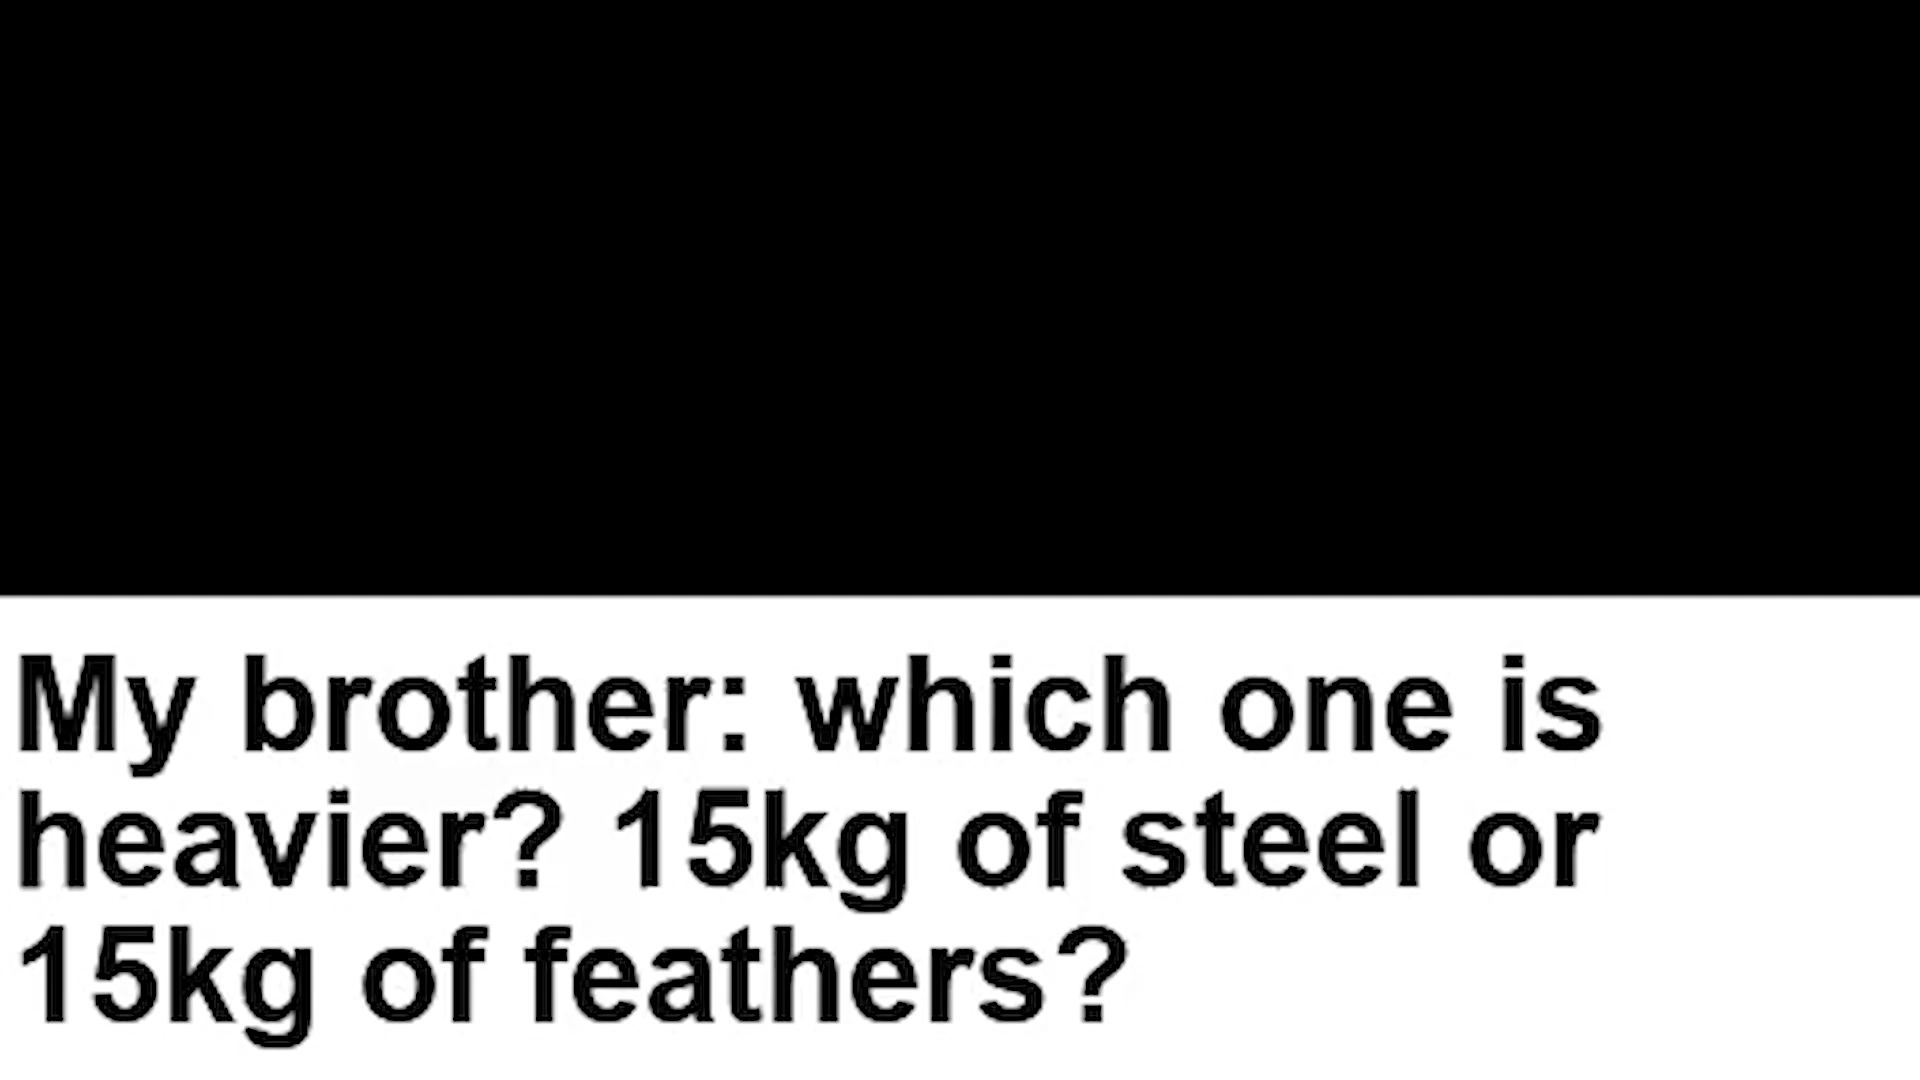 My brother: which one is
heavier? 15kg of steel or
15kg of feathers?